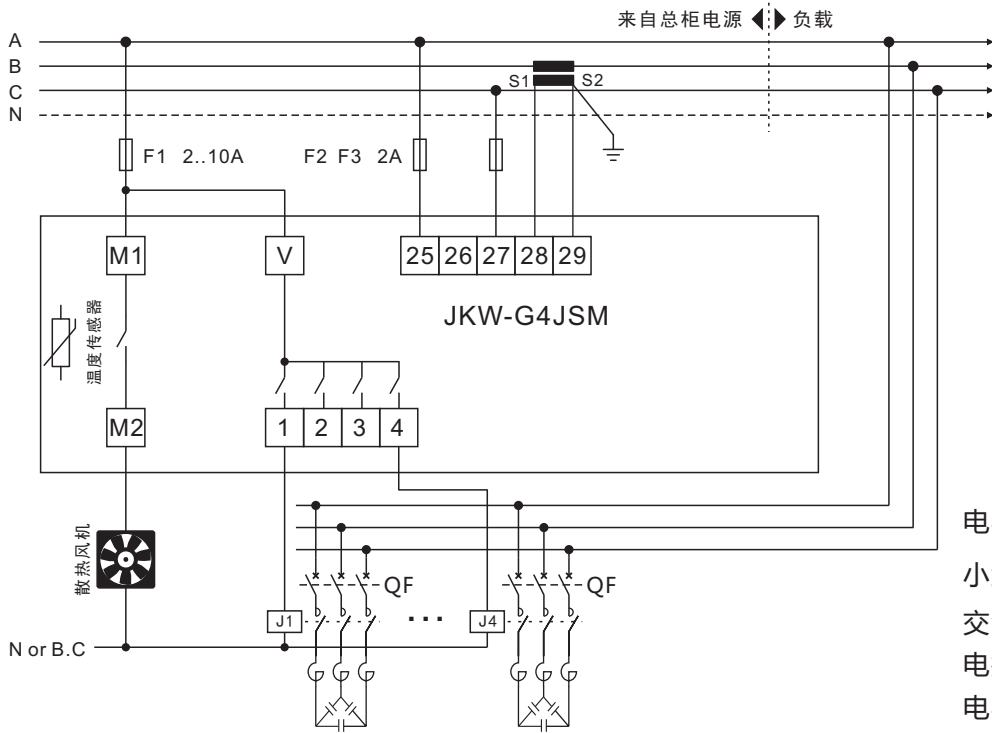 来自总柜电源 负载
A
B
C
N
S1 S2
F1 2..10A
F2 F3 2A
M1
V
25 26 27 28 29
JKW-G4JSM
温度传感器
M2
1 2 3 4
散热风机
QF
QF
J1
...
J4
N or B.C
电
小
交
电
电